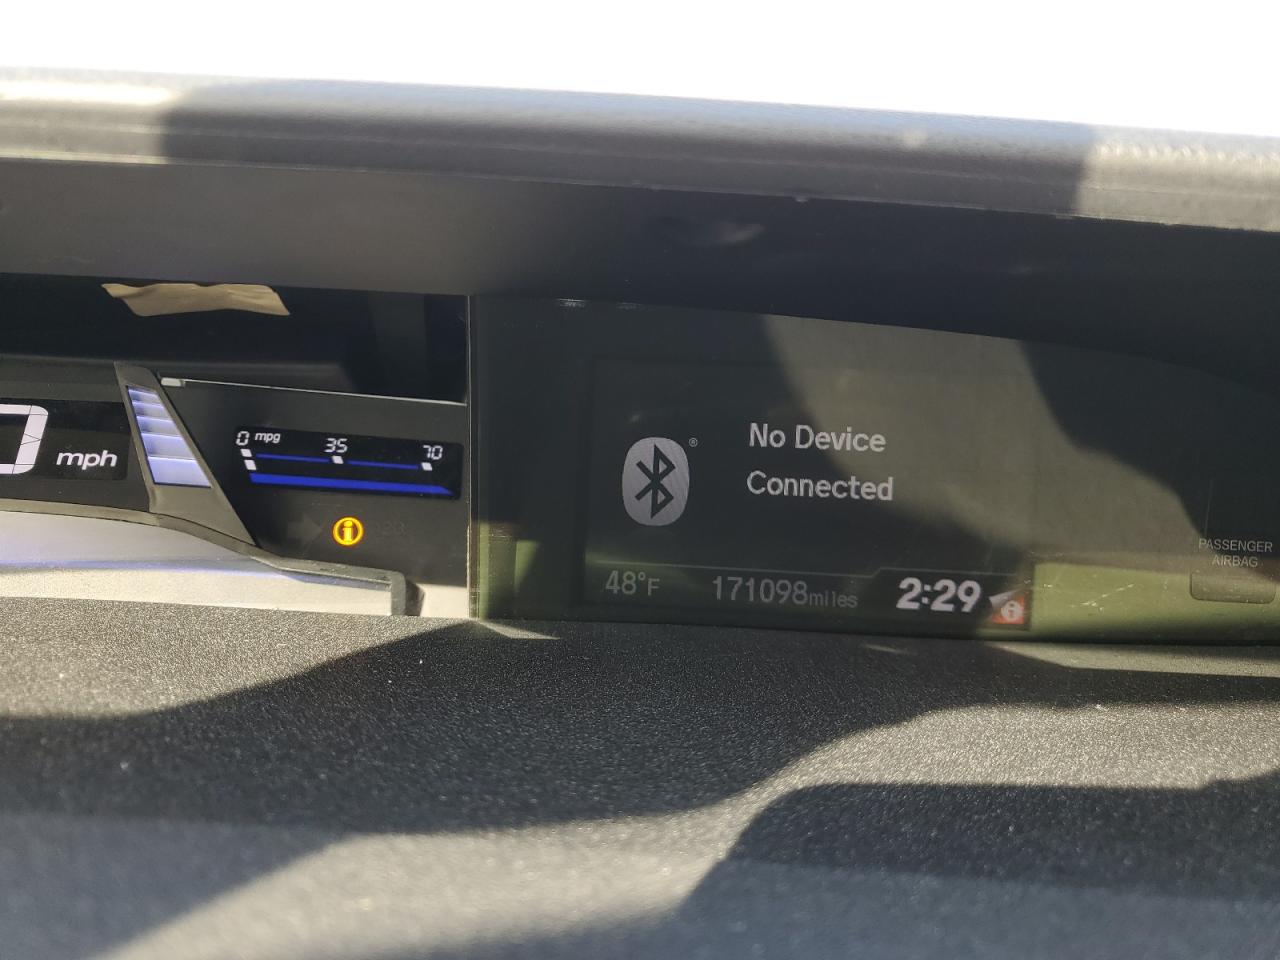 mph
0 mpg 35 70
No Device
Connected
®
48°F 171098miles 2:29
PASSENGER
AIRBAG